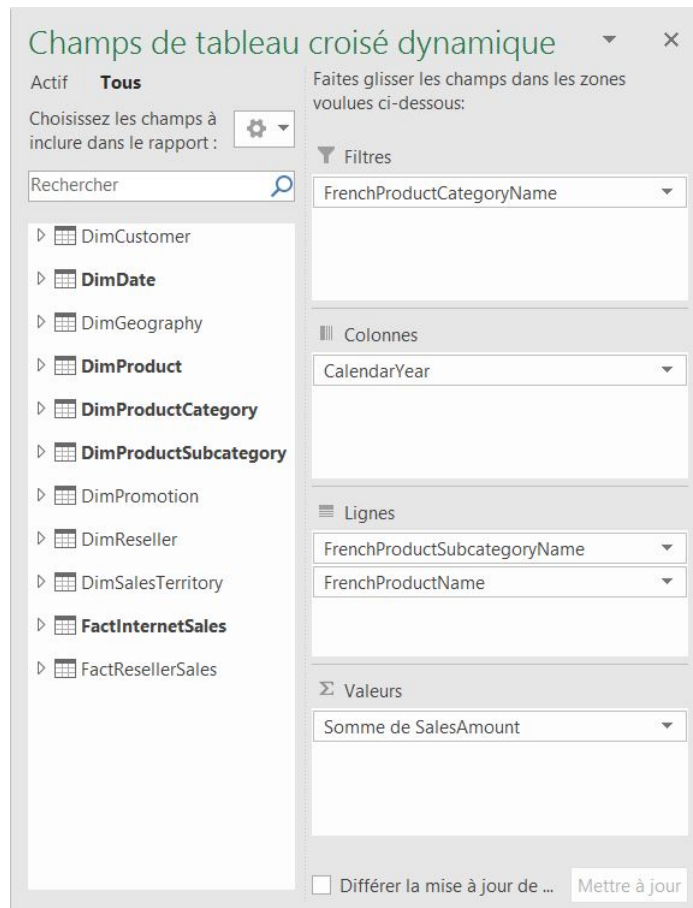 Champs de tableau croisé dynamique
Actif Tous
Choisissez les champs à
inclure dans le rapport :
Rechercher
DimCustomer
DimDate
DimGeography
DimProduct
DimProductCategory
DimProductSubcategory
DimPromotion
DimReseller
DimSalesTerritory
FactInternetSales
FactResellerSales
Faites glisser les champs dans les zones
voulues ci-dessous:
Filtres
FrenchProductCategoryName
Colonnes
CalendarYear
Lignes
FrenchProductSubcategoryName
FrenchProductName
Σ Valeurs
Somme de SalesAmount
Différer la mise à jour de ... Mettre à jour